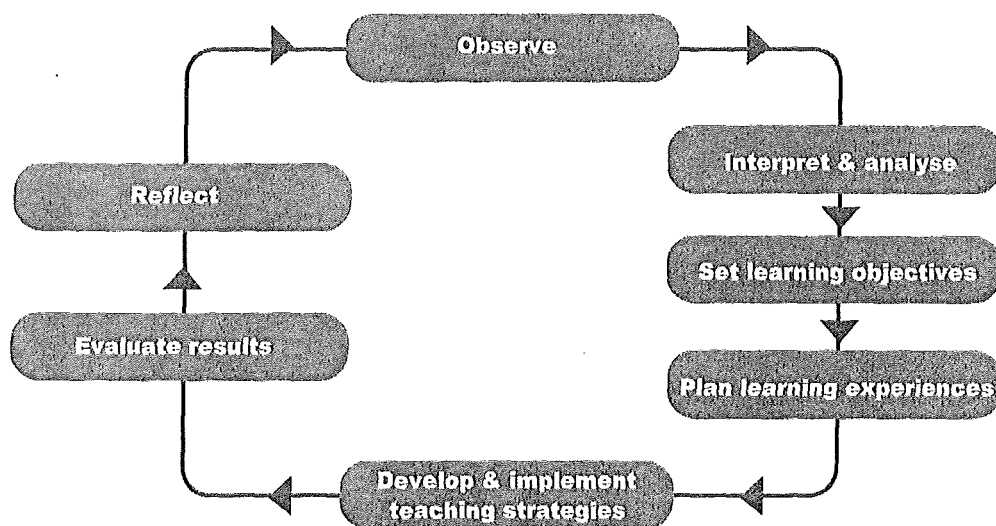 Observe
Interpret & analyse
Set learning objectives
Plan learning experiences
Develop & implement
teaching strategies
Evaluate results
Reflect